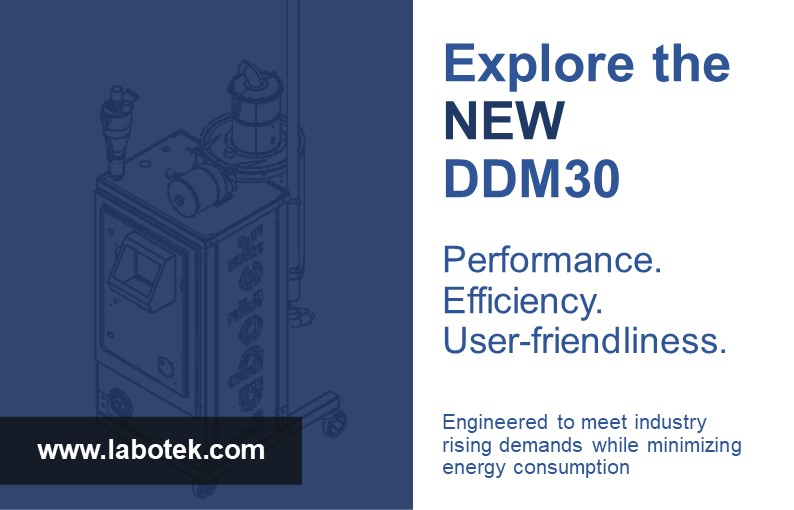 Explore the
NEW
DDM30
Performance.
Efficiency.
User-friendliness.
Engineered to meet industry
rising demands while minimizing
energy consumption
labotek
www.labotek.com